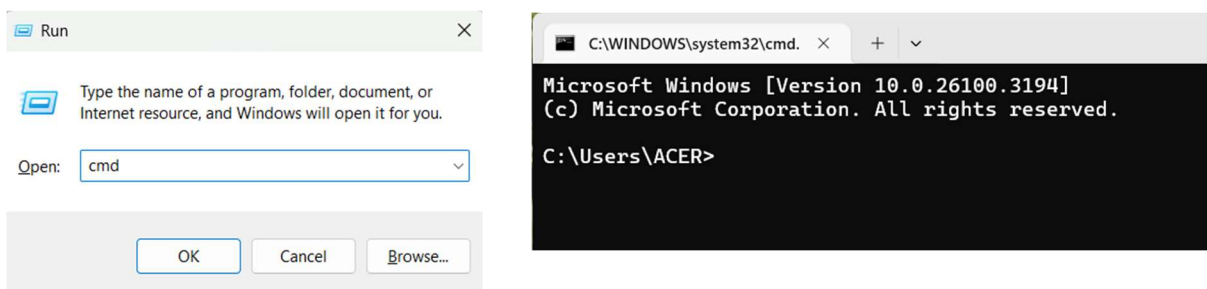 Run
Type the name of a program, folder, document, or
Internet resource, and Windows will open it for you.
Open:
cmd
OK
Cancel
Browse...
C:\WINDOWS\system32\cmd.
Microsoft Windows [Version 10.0.26100.3194]
(c) Microsoft Corporation. All rights reserved.
C:\Users\ACER>